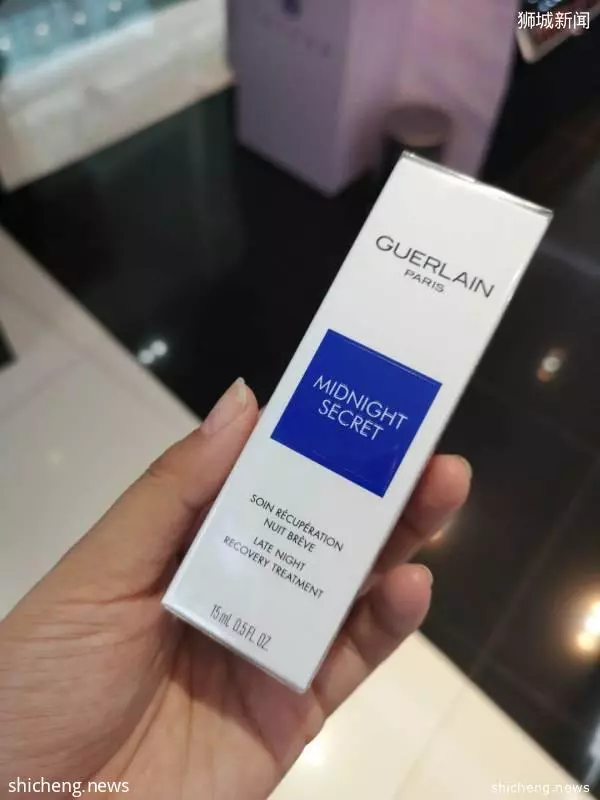 狮城新闻
GUERLAIN
PARIS
MIDNIGHT
SECRET
SOIN RÉCUPÉRATION
NUIT BRÈVE
LATE NIGHT
RECOVERY TREATMENT
15 mL 0.5 FL. OZ.
shicheng.news
shicheng.news